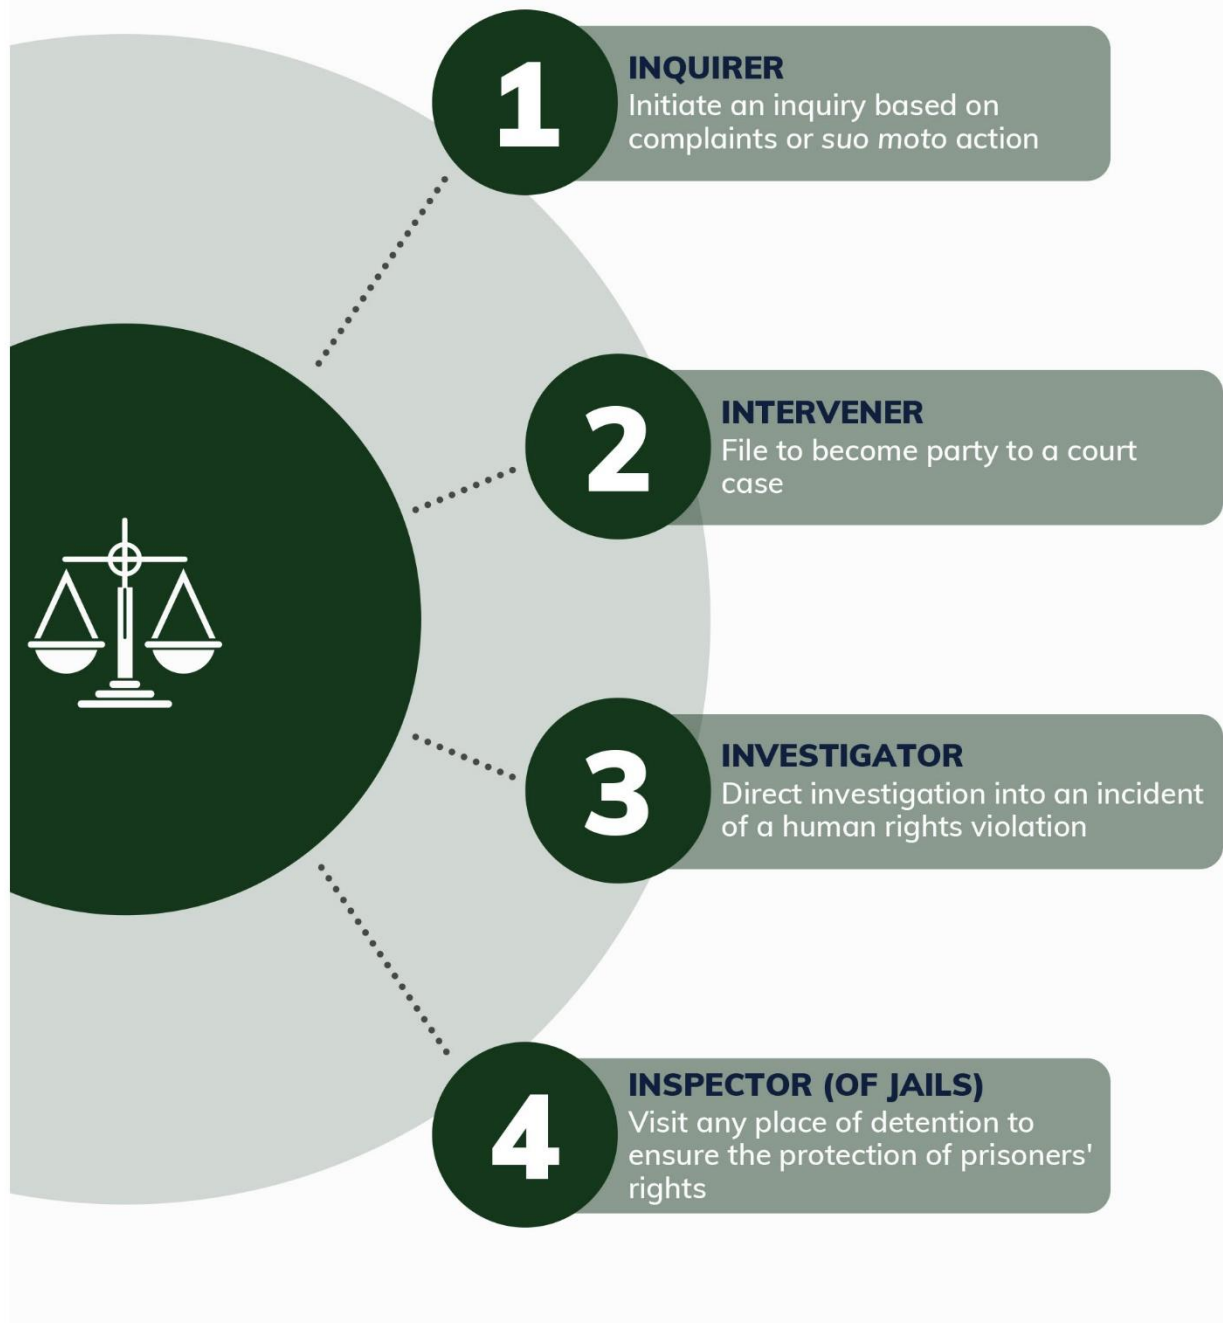 1
INQUIRER
Initiate an inquiry based on
complaints or suo moto action
2
INTERVENER
File to become party to a court
case
3
INVESTIGATOR
Direct investigation into an incident
of a human rights violation
4
INSPECTOR (OF JAILS)
Visit any place of detention to
ensure the protection of prisoners'
rights